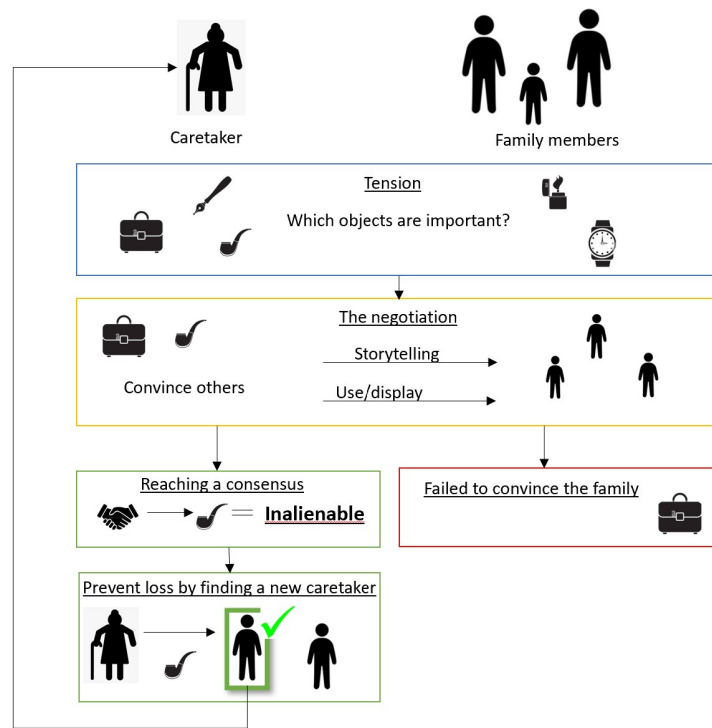 Caretaker
Family members
Tension
Which objects are important?
The negotiation
Storytelling
Convince others
Use/display
Reaching a consensus
Inalienable
Failed to convince the family
Prevent loss by finding a new caretaker